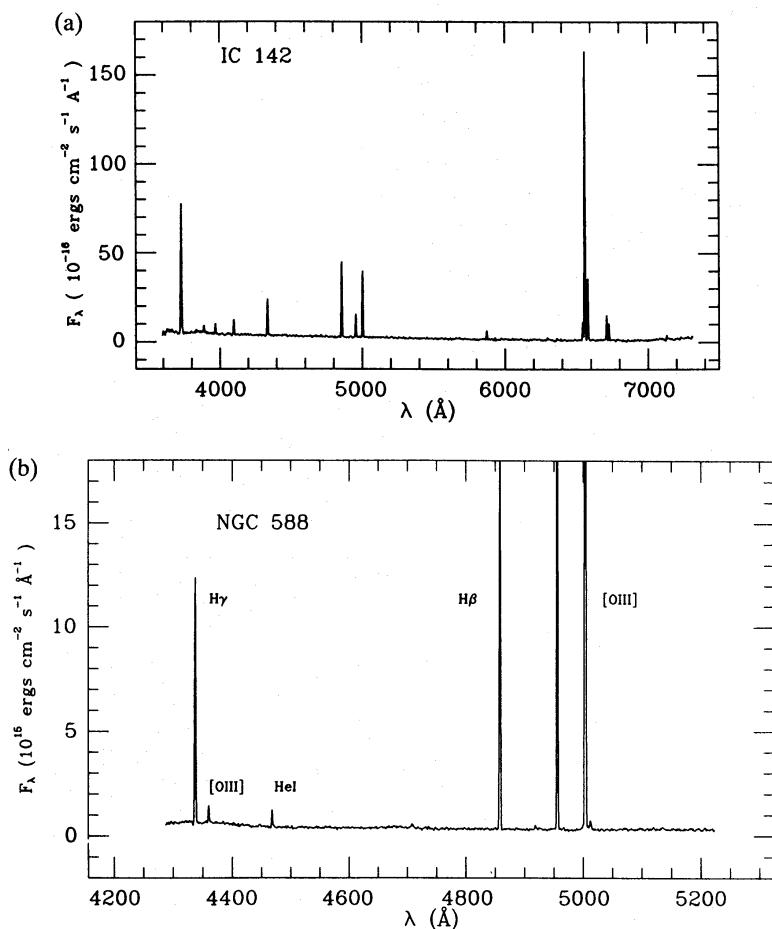 (a)
IC 142
F_λ ( 10^-16 ergs cm^-2 s^-1 A^-1 )
150
100
50
0
4000 5000 6000 7000
λ (Å)
(b)
NGC 588
Hγ
Hβ
[OIII]
[OIII]
HeI
F_λ (10^15 ergs cm^-2 s^-1 Å^-1 )
15
10
5
0
4200 4400 4600 4800 5000 5200
λ (Å)